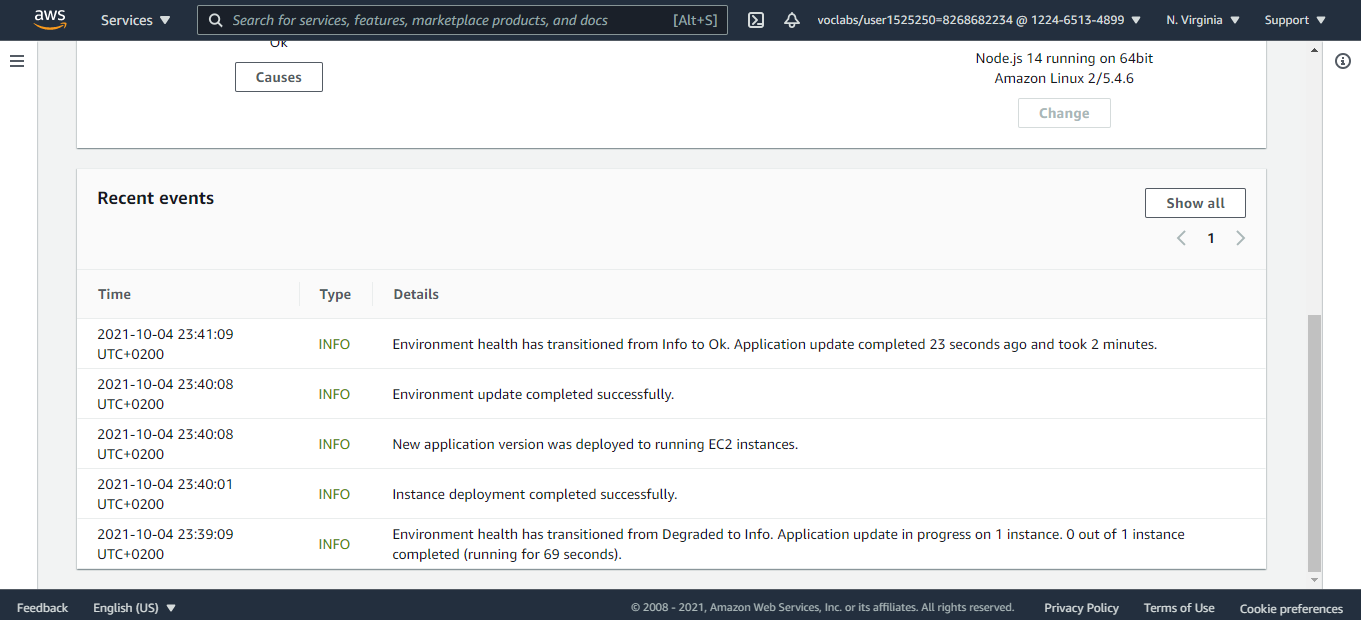 aws
Services
Search for services, features, marketplace products, and docs
[Alt+S]
voclabs/user1525250=8268682234 @ 1224-6513-4899
N. Virginia
Support
Ok
Causes
Node.js 14 running on 64bit
Amazon Linux 2/5.4.6
Change
Recent events
Show all
1
Time
Type
Details
2021-10-04 23:41:09
UTC+0200
INFO
Environment health has transitioned from Info to Ok. Application update completed 23 seconds ago and took 2 minutes.
2021-10-04 23:40:08
UTC+0200
INFO
Environment update completed successfully.
2021-10-04 23:40:08
UTC+0200
INFO
New application version was deployed to running EC2 instances.
2021-10-04 23:40:01
UTC+0200
INFO
Instance deployment completed successfully.
2021-10-04 23:39:09
UTC+0200
INFO
Environment health has transitioned from Degraded to Info. Application update in progress on 1 instance. 0 out of 1 instance
completed (running for 69 seconds).
Feedback
English (US)
© 2008 - 2021, Amazon Web Services, Inc. or its affiliates. All rights reserved.
Privacy Policy
Terms of Use
Cookie preferences